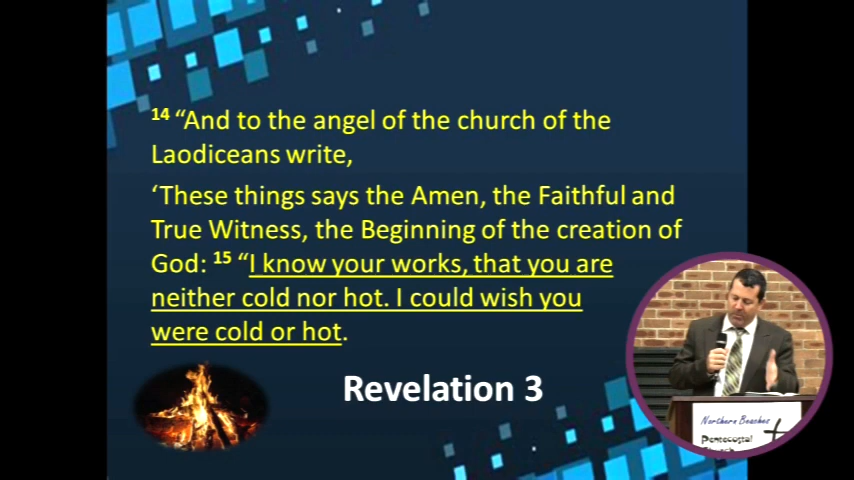 14 “And to the angel of the church of the
Laodiceans write,
‘These things says the Amen, the Faithful and
True Witness, the Beginning of the creation of
God: 15 “I know your works, that you are
neither cold nor hot. I could wish you
were cold or hot.
Revelation 3
Northern Beaches
Pentecostal